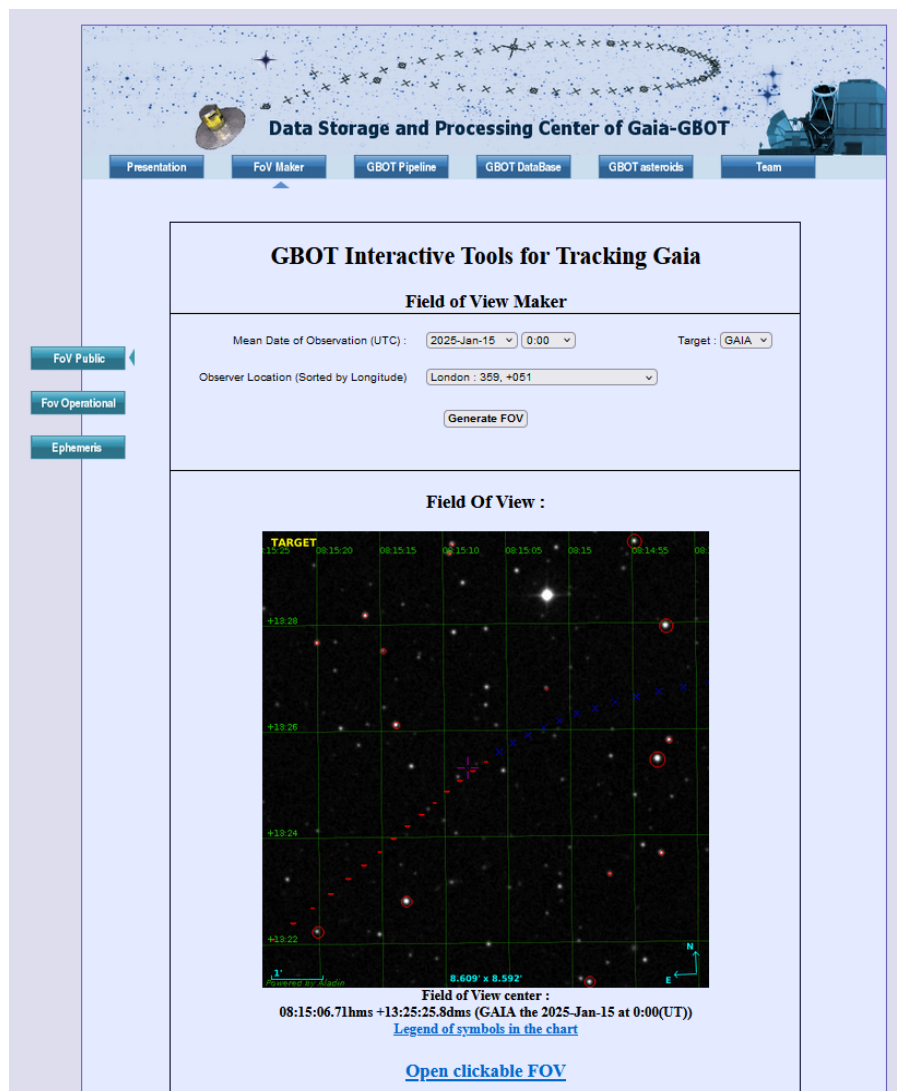 Data Storage and Processing Center of Gaia-GBOT
Presentation FoV Maker GBOT Pipeline GBOT DataBase GBOT asteroids Team
GBOT Interactive Tools for Tracking Gaia
Field of View Maker
Mean Date of Observation (UTC) : 2025-Jan-15 0:00 Target : GAIA
FoV Public
Observer Location (Sorted by Longitude) London : 359, +051
Fov Operational
Generate FOV
Ephemeris
Field Of View :
TARGET
:15:25 08:15:20 08:15:15 08:15:10 08:15:05 08:15 08:14:55 08:
+13:28
+13:26
+13:24
+13:22
N
1' 8.609' x 8.592' E
Powered by Aladin
Field of View center :
08:15:06.71hms +13:25:25.8dms (GAIA the 2025-Jan-15 at 0:00(UT))
Legend of symbols in the chart
Open clickable FOV